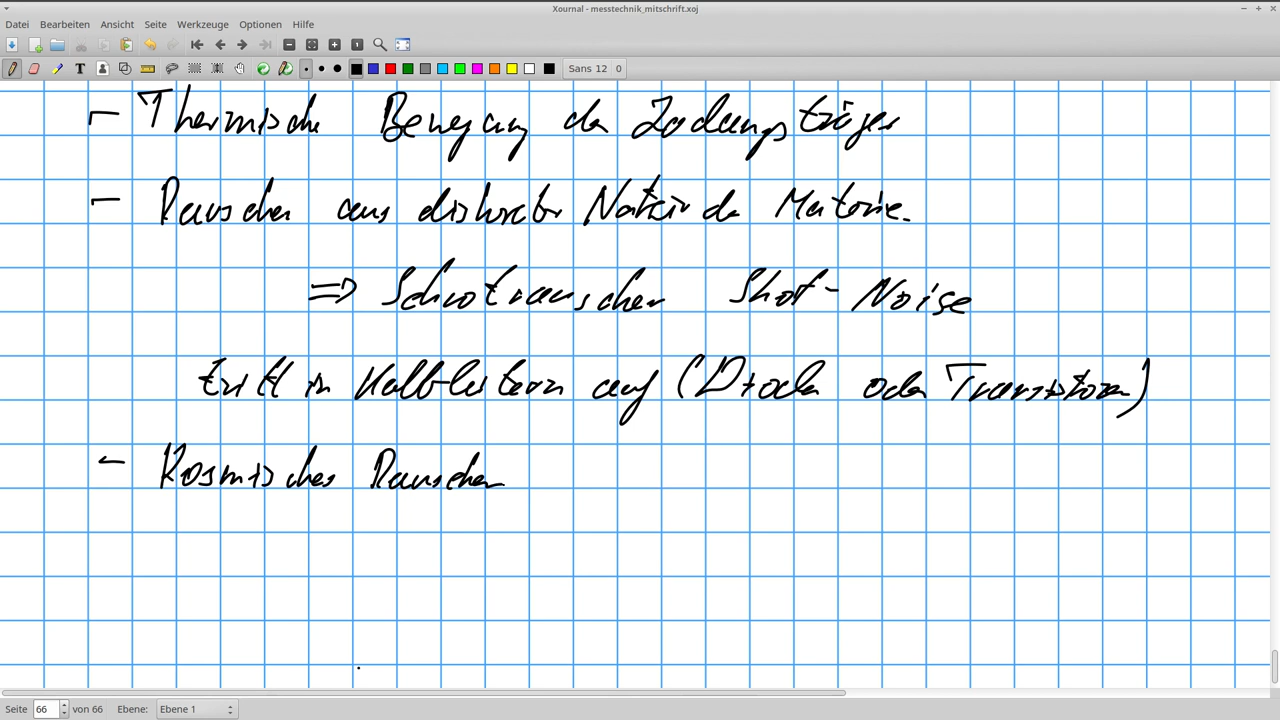 Xournal - messtechnik_mitschrift.xoj
Datei Bearbeiten Ansicht Seite Werkzeuge Optionen Hilfe
Sans 12 0
- Thermische Bewegung der Ladungsträger
- Rauschen aus diskreter Natur der Materie.
⇒ Schrotrauschen Shot-Noise
tritt in Halbleitern auf (Dioden oder Transistoren)
- Kosmisches Rauschen
Seite 66 von 66 Ebene: Ebene 1